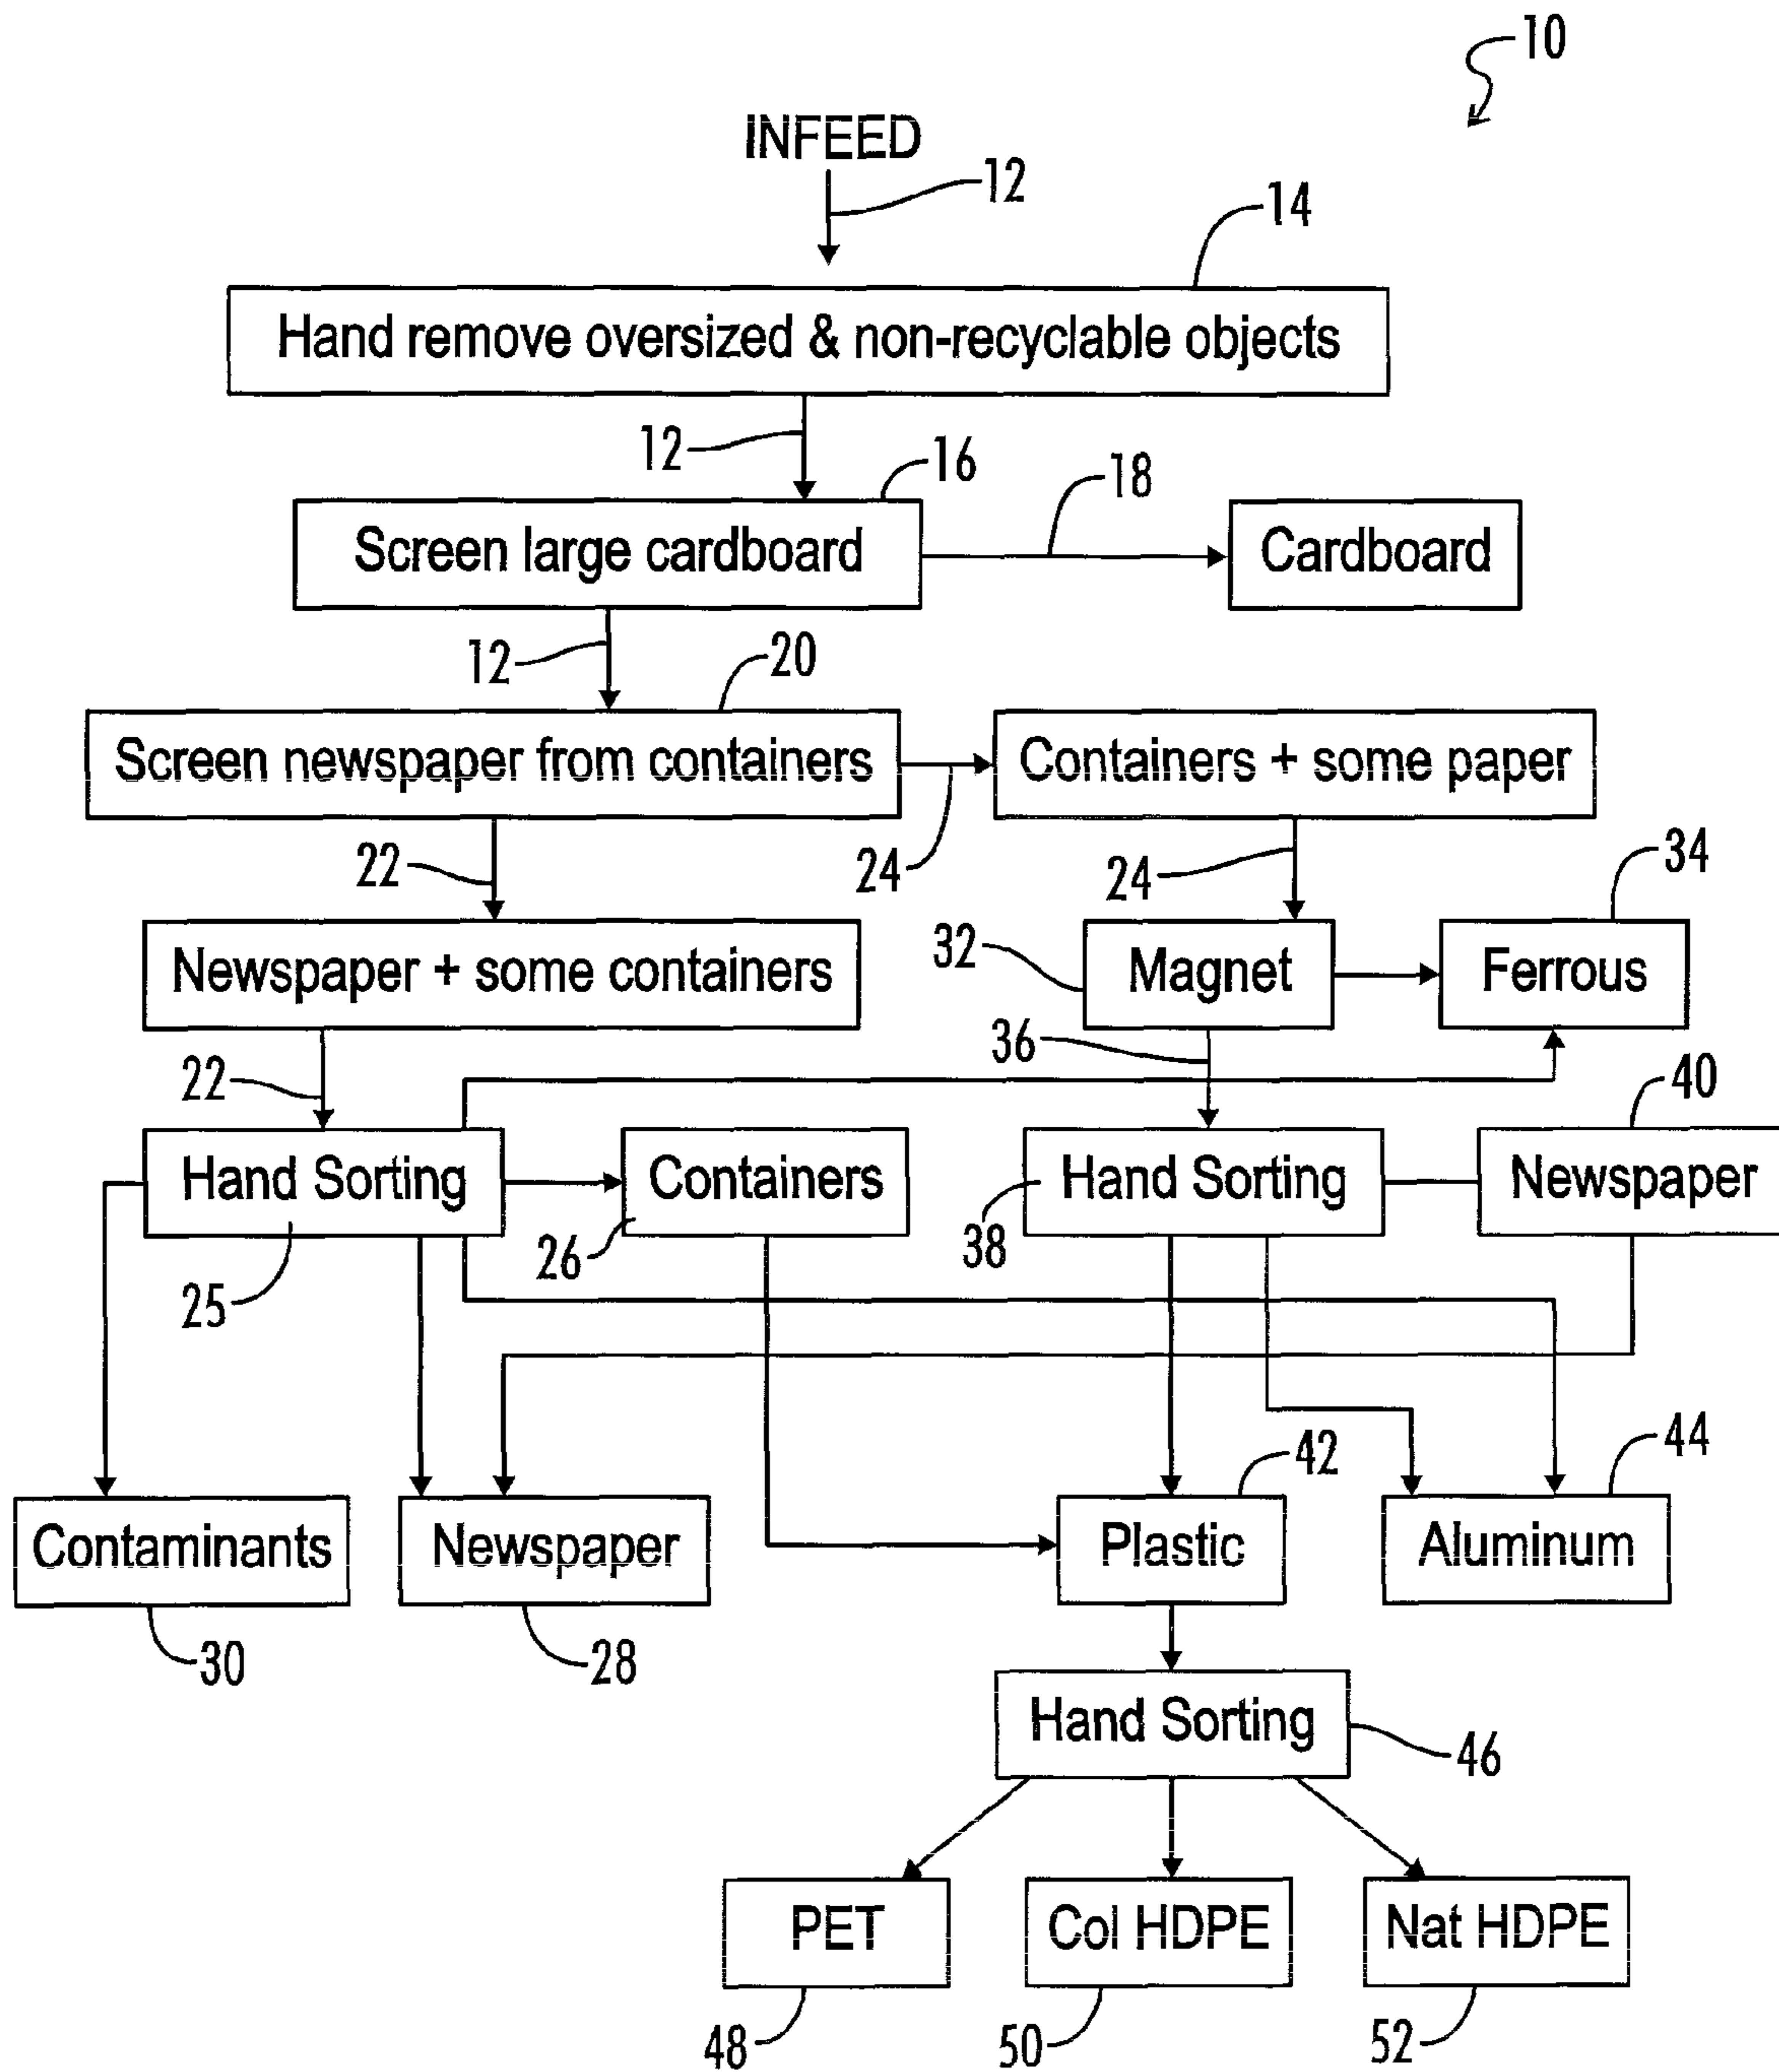 10
INFEED
12
14
Hand remove oversized & non-recyclable objects
12
16
18
Screen large cardboard
Cardboard
12
20
Screen newspaper from containers
Containers + some paper
22
24
24
34
Newspaper + some containers
32
Magnet
Ferrous
22
36
40
Hand Sorting
Containers
Hand Sorting
Newspaper
25
26
38
42
44
Contaminants
Newspaper
Plastic
Aluminum
30
28
Hand Sorting
46
PET
Col HDPE
Nat HDPE
48
50
52